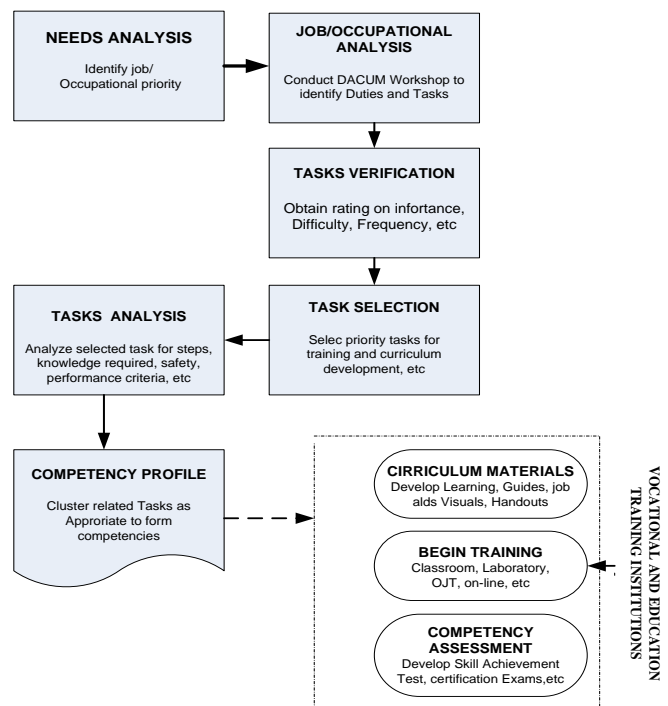 NEEDS ANALYSIS
Identify job/
Occupational priority
JOB/OCCUPATIONAL
ANALYSIS
Conduct DACUM Workshop to
identify Duties and Tasks
TASKS VERIFICATION
Obtain rating on infortance,
Difficulty, Frequency, etc
TASK SELECTION
Selec priority tasks for
training and curriculum
development, etc
TASKS ANALYSIS
Analyze selected task for steps,
knowledge required, safety,
performance criteria, etc
COMPETENCY PROFILE
Cluster related Tasks as
Approriate to form
competencies
CIRRICULUM MATERIALS
Develop Learning, Guides, job
alds Visuals, Handouts
BEGIN TRAINING
Classroom, Laboratory,
OJT, on-line, etc
COMPETENCY
ASSESSMENT
Develop Skill Achievement
Test, certification Exams,etc
VOCATIONAL AND EDUCATION
TRAINING INSTITUTIONS